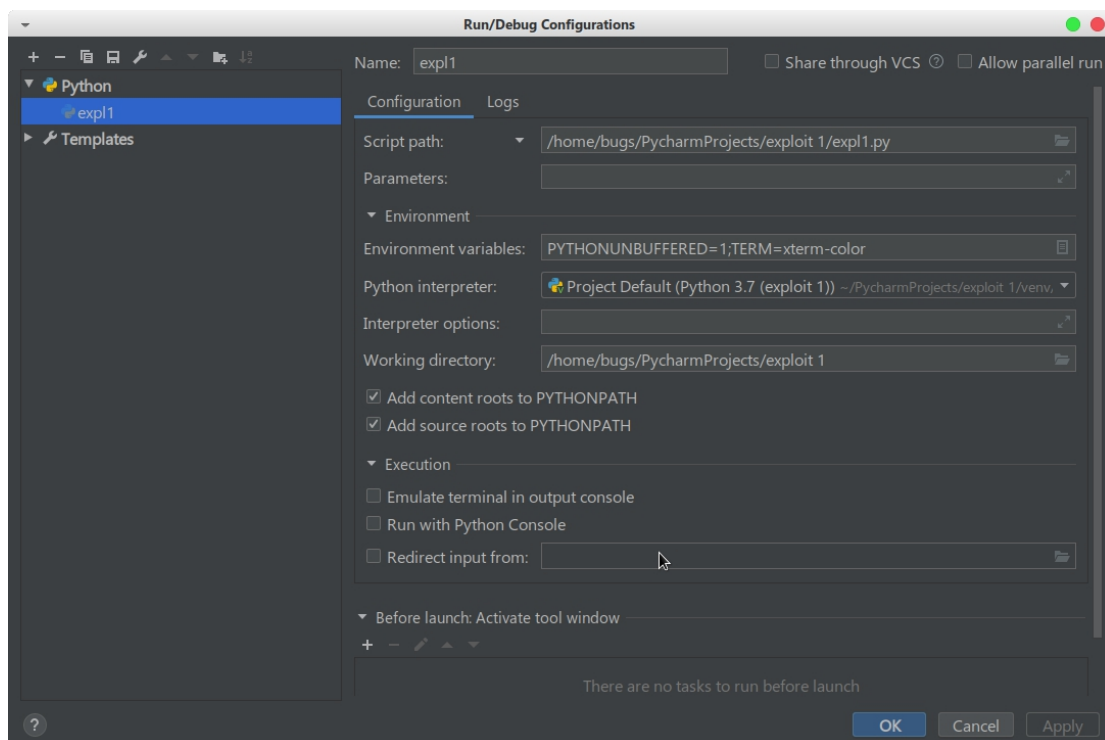 Run/Debug Configurations
Name: expl1 Share through VCS ? Allow parallel run
Python
expl1
Templates
Configuration Logs
Script path: /home/bugs/PycharmProjects/exploit 1/expl1.py
Parameters:
Environment
Environment variables: PYTHONUNBUFFERED=1;TERM=xterm-color
Python interpreter: Project Default (Python 3.7 (exploit 1)) ~/PycharmProjects/exploit 1/venv,
Interpreter options:
Working directory: /home/bugs/PycharmProjects/exploit 1
Add content roots to PYTHONPATH
Add source roots to PYTHONPATH
Execution
Emulate terminal in output console
Run with Python Console
Redirect input from:
Before launch: Activate tool window
There are no tasks to run before launch
? OK Cancel Apply